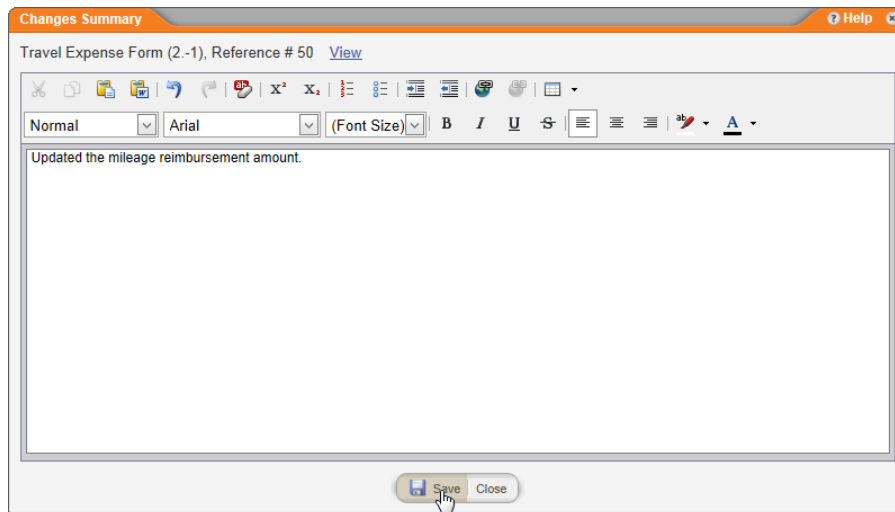 Changes Summary
Help
Travel Expense Form (2.-1), Reference # 50 View
Normal Arial (Font Size) B I U S ab A
Updated the mileage reimbursement amount.
Save Close